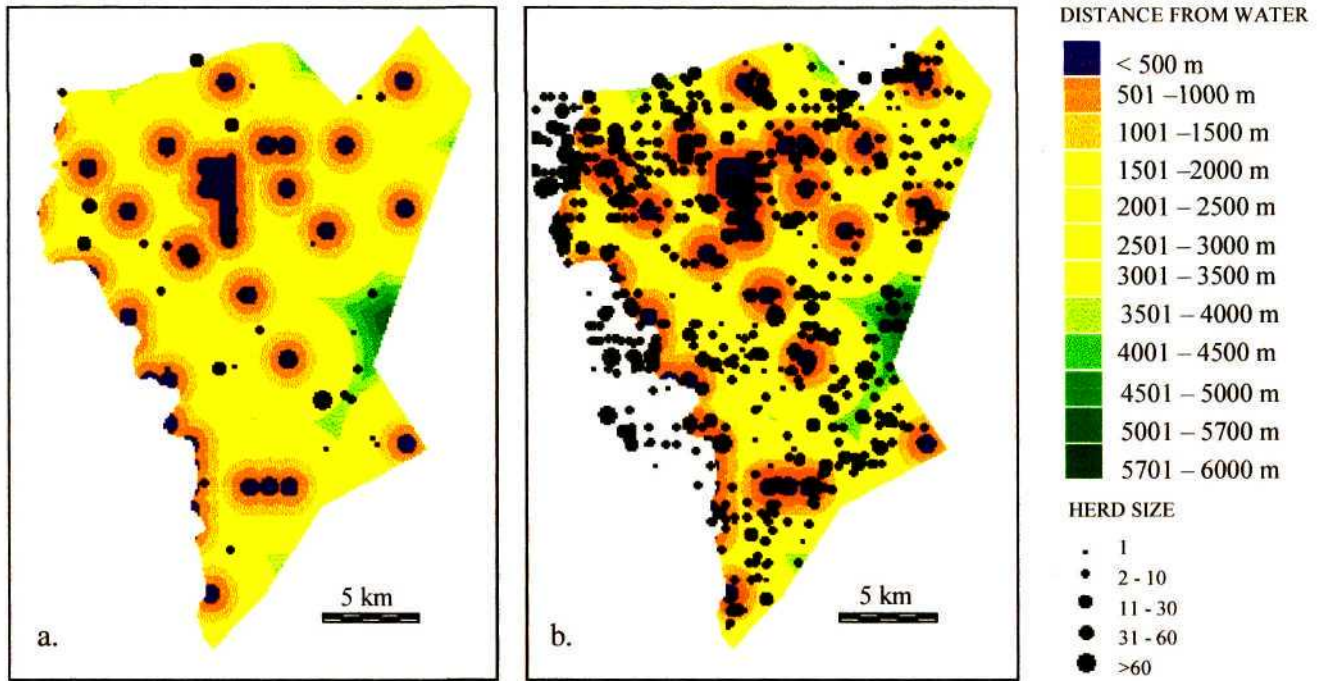 DISTANCE FROM WATER
< 500 m
501 –1000 m
1001 –1500 m
1501 –2000 m
2001 – 2500 m
2501 – 3000 m
3001 – 3500 m
3501 – 4000 m
4001 – 4500 m
4501 – 5000 m
5001 – 5700 m
5701 – 6000 m
HERD SIZE
1
2 - 10
11 - 30
31 - 60
>60
5 km
a.
5 km
b.